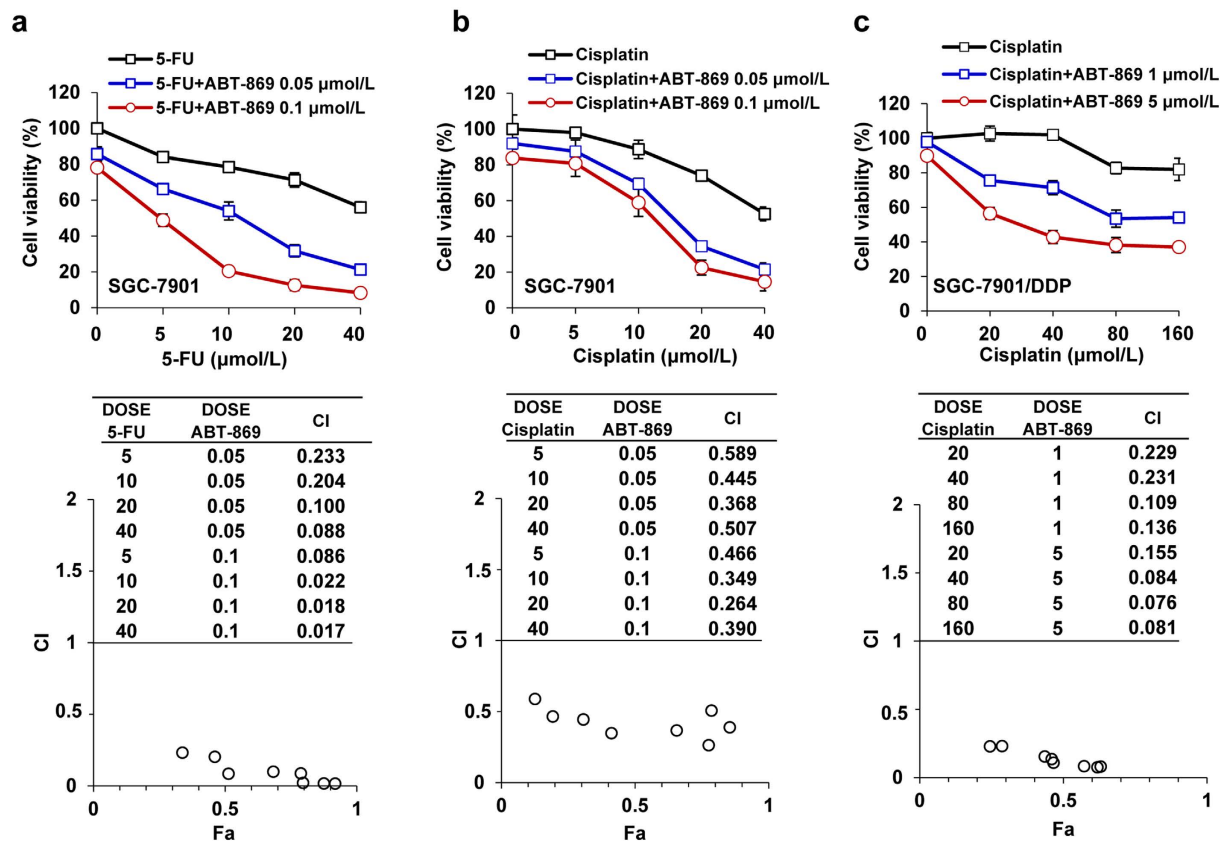 a
5-FU
5-FU+ABT-869 0.05 µmol/L
5-FU+ABT-869 0.1 µmol/L
Cell viability (%)
120
100
80
60
40
20
0
SGC-7901
0 5 10 20 40
5-FU (µmol/L)
DOSE 5-FU DOSE ABT-869 CI
5 0.05 0.233
10 0.05 0.204
20 0.05 0.100
40 0.05 0.088
5 0.1 0.086
10 0.1 0.022
20 0.1 0.018
40 0.1 0.017
CI
2
1.5
1
0.5
0
0 0.5 1
Fa
b
Cisplatin
Cisplatin+ABT-869 0.05 µmol/L
Cisplatin+ABT-869 0.1 µmol/L
Cell viability (%)
120
100
80
60
40
20
0
SGC-7901
0 5 10 20 40
Cisplatin (µmol/L)
DOSE Cisplatin DOSE ABT-869 CI
5 0.05 0.589
10 0.05 0.445
20 0.05 0.368
40 0.05 0.507
5 0.1 0.466
10 0.1 0.349
20 0.1 0.264
40 0.1 0.390
CI
2
1.5
1
0.5
0
0 0.5 1
Fa
c
Cisplatin
Cisplatin+ABT-869 1 µmol/L
Cisplatin+ABT-869 5 µmol/L
Cell viability (%)
120
100
80
60
40
20
0
SGC-7901/DDP
0 20 40 80 160
Cisplatin (µmol/L)
DOSE Cisplatin DOSE ABT-869 CI
20 1 0.229
40 1 0.231
80 1 0.109
160 1 0.136
20 5 0.155
40 5 0.084
80 5 0.076
160 5 0.081
CI
2
1.5
1
0.5
0
0 0.5 1
Fa